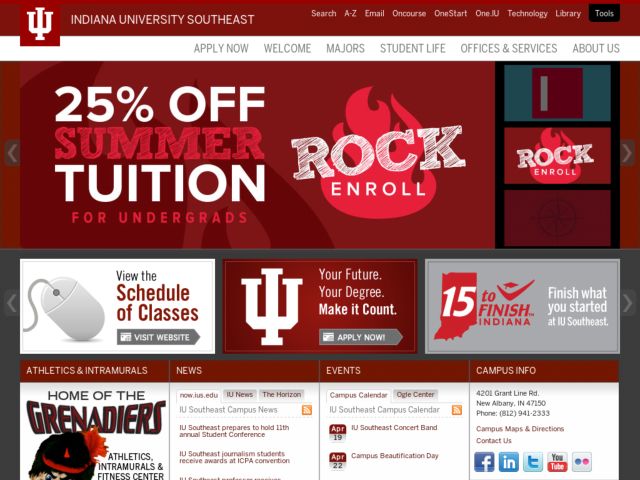 INDIANA UNIVERSITY SOUTHEAST
Search A-Z Email Oncourse OneStart One.IU Technology Library Tools
APPLY NOW WELCOME MAJORS STUDENT LIFE OFFICES & SERVICES ABOUT US
25% OFF
SUMMER
TUITION
FOR UNDERGRADS
ROCK
ENROLL
ROCK
ENROLL
View the
Schedule
of Classes
VISIT WEBSITE
Your Future.
Your Degree.
Make it Count.
APPLY NOW!
15 to
FINISH
INDIANA
Finish what
you started
at IU Southeast.
ATHLETICS & INTRAMURALS
HOME OF THE
GRENADIERS
ATHLETICS,
INTRAMURALS &
FITNESS CENTER
NEWS
now.ius.edu IU News The Horizon
IU Southeast Campus News
IU Southeast prepares to hold 11th
annual Student Conference
IU Southeast journalism students
receive awards at ICPA convention
IU Southeast professor receives
EVENTS
Campus Calendar Ogle Center
IU Southeast Campus Calendar
Apr
19
IU Southeast Concert Band
Apr
22
Campus Beautification Day
CAMPUS INFO
4201 Grant Line Rd.
New Albany, IN 47150
Phone: (812) 941-2333
Campus Maps & Directions
Contact Us
f
in
You
Tube